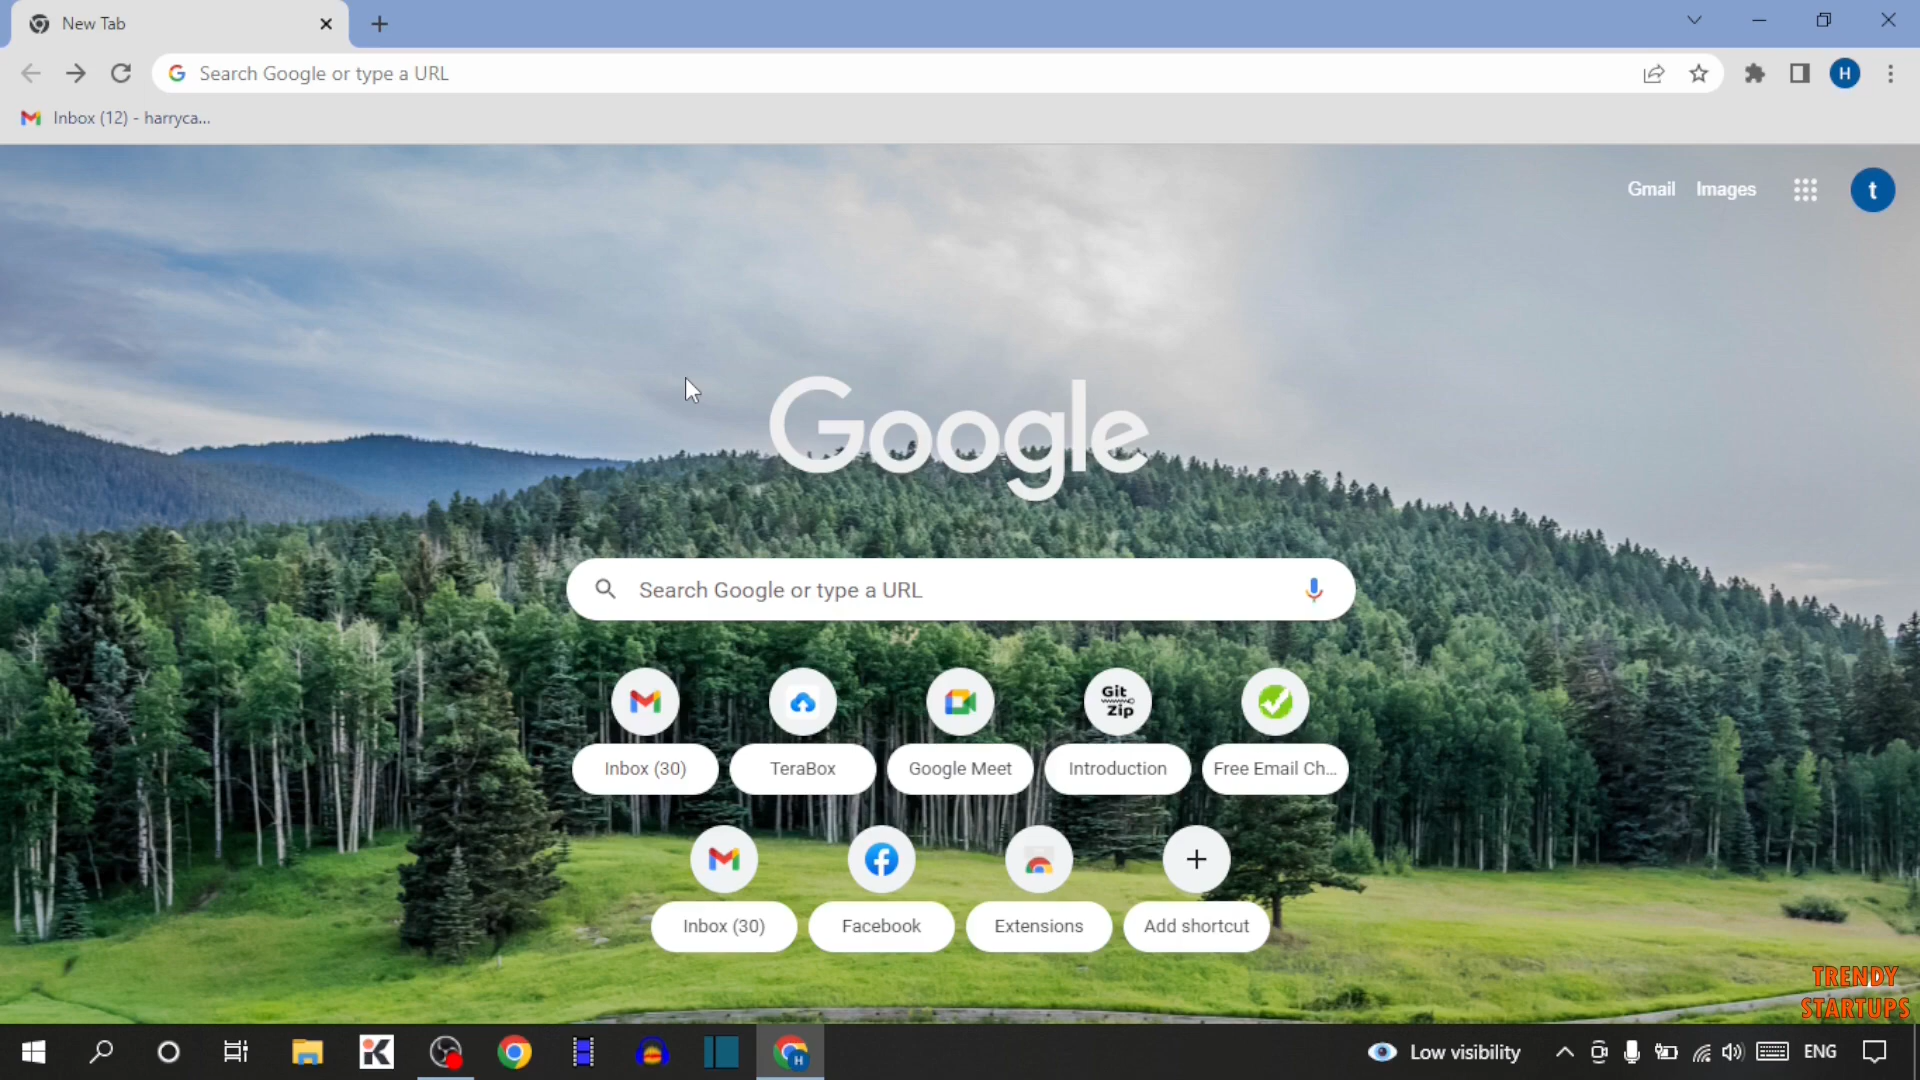 New Tab
Search Google or type a URL
Inbox (12) - harryca...
H
Gmail Images
t
Google
Search Google or type a URL
Git Zip
Inbox (30)
TeraBox
Google Meet
Introduction
Free Email Ch...
Inbox (30)
Facebook
Extensions
Add shortcut
TRENDY
STARTUPS
K
H
Low visibility
ENG